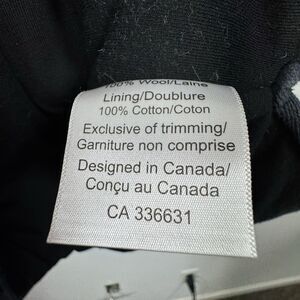 100% Wool/Laine
Lining/Doublure
100% Cotton/Coton
Exclusive of trimming/
Garniture non comprise
Designed in Canada/
Conçu au Canada
CA 336631